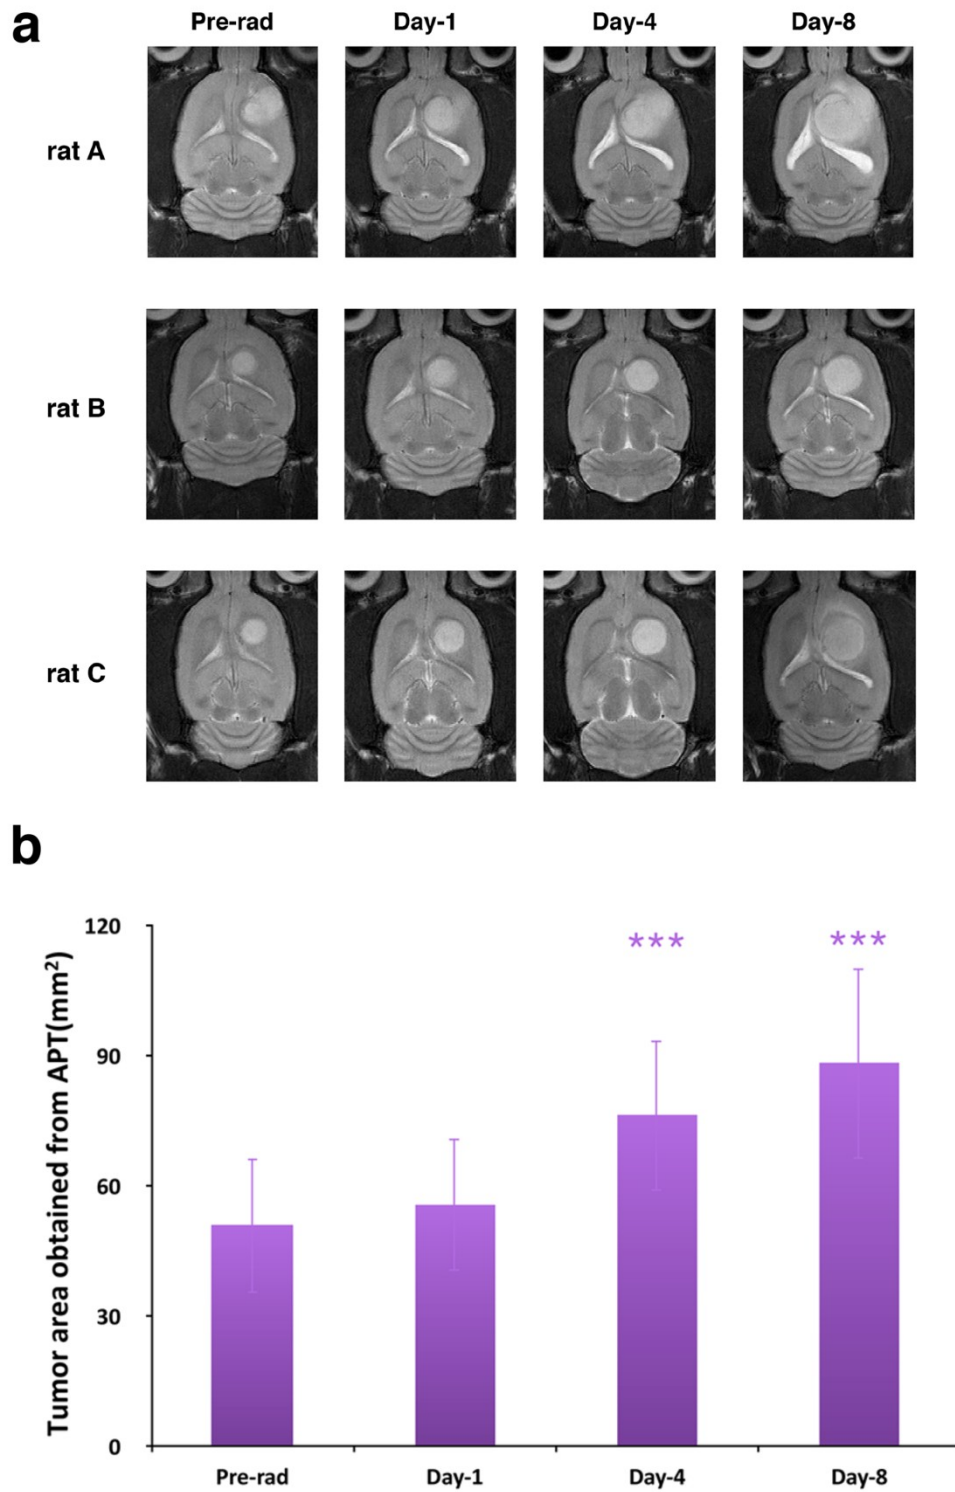 a
Pre-rad Day-1 Day-4 Day-8
rat A
rat B
rat C
b
Tumor area obtained from APT(mm²)
120
90
60
30
0
*** ***
Pre-rad Day-1 Day-4 Day-8